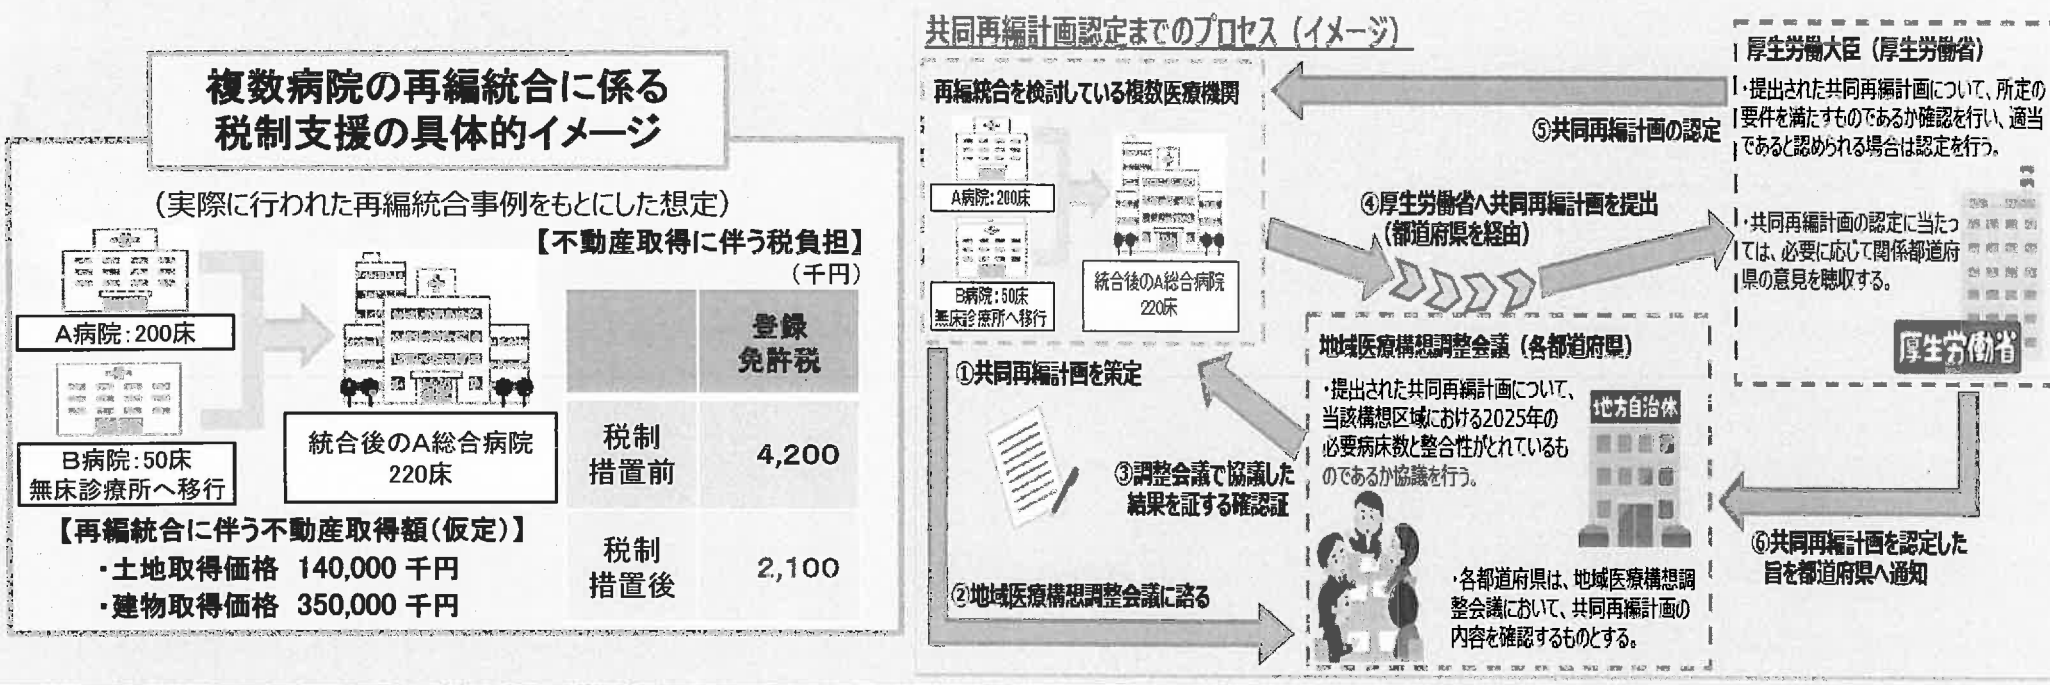 複数病院の再編統合に係る
税制支援の具体的イメージ
（実際に行われた再編統合事例をもとにした想定）
【不動産取得に伴う税負担】
（千円）
A病院：200床
B病院：50床
無床診療所へ移行
統合後のA総合病院
220床
登録
免許税
税制
措置前
4,200
税制
措置後
2,100
【再編統合に伴う不動産取得額（仮定）】
・土地取得価格 140,000 千円
・建物取得価格 350,000 千円
共同再編計画認定までのプロセス（イメージ）
再編統合を検討している複数医療機関
A病院：200床
B病院：50床
無床診療所へ移行
統合後のA総合病院
220床
①共同再編計画を策定
②地域医療構想調整会議に諮る
③調整会議で協議した
結果を証する確認証
④厚生労働省へ共同再編計画を提出
（都道府県を経由）
⑤共同再編計画の認定
地域医療構想調整会議（各都道府県）
・提出された共同再編計画について、
当該構想区域における2025年の
必要病床数と整合性がとれているも
のであるか協議を行う。
地方自治体
・各都道府県は、地域医療構想調
整会議において、共同再編計画の
内容を確認するものとする。
厚生労働大臣（厚生労働省）
・提出された共同再編計画について、所定の
要件を満たすものであるか確認を行い、適当
であると認められる場合は認定を行う。
・共同再編計画の認定に当たっ
ては、必要に応じて関係都道府
県の意見を聴収する。
厚生労働省
⑥共同再編計画を認定した
旨を都道府県へ通知